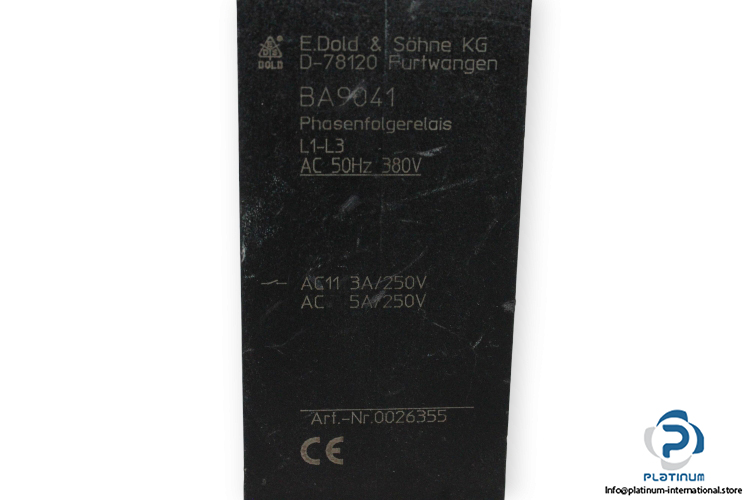 E.Dold & Söhne KG
DOLD D-78120 Furtwangen
BA9041
Phasenfolgerelais
L1-L3
AC 50Hz 380V
AC11 3A/250V
AC 5A/250V
Art.-Nr.0026355
CE
PLATINUM
Info@platinum-international.store